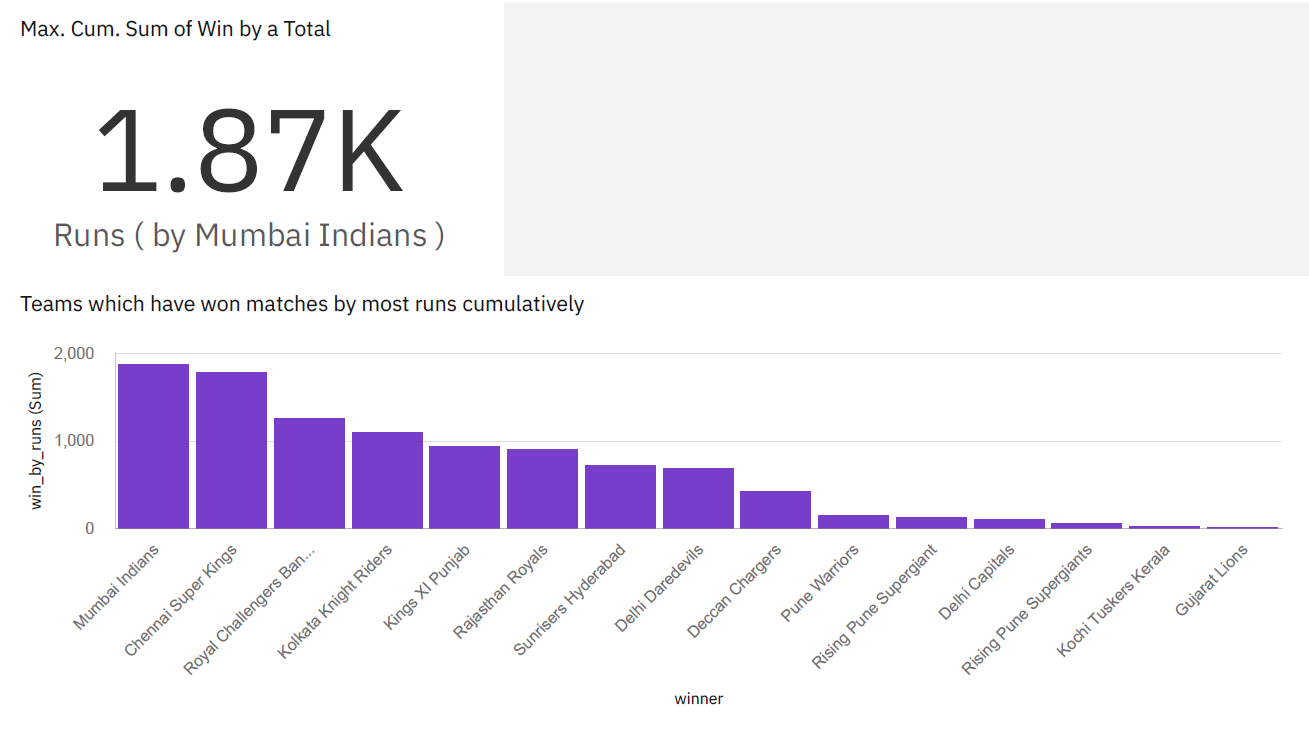 Max. Cum. Sum of Win by a Total
1.87K
Runs ( by Mumbai Indians )
Teams which have won matches by most runs cumulatively
win_by_runs (Sum)
2,000
1,000
0
Mumbai Indians
Chennai Super Kings
Royal Challengers Ban...
Kolkata Knight Riders
Kings XI Punjab
Rajasthan Royals
Sunrisers Hyderabad
Delhi Daredevils
Deccan Chargers
Pune Warriors
Rising Pune Supergiant
Delhi Capitals
Rising Pune Supergiants
Kochi Tuskers Kerala
Gujarat Lions
winner